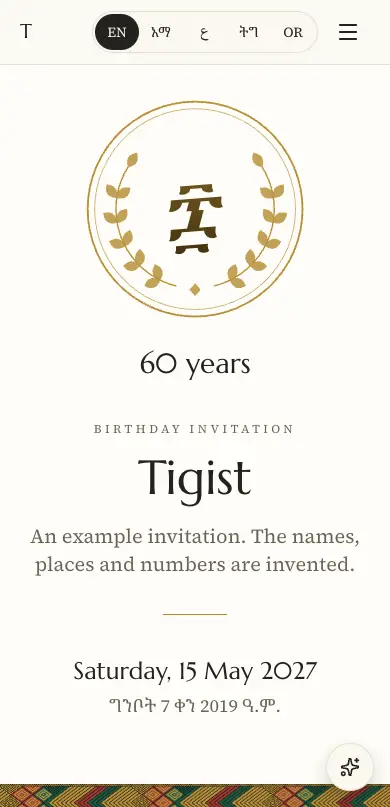 T
EN አማ ع ትግ OR
፷
60 years
BIRTHDAY INVITATION
Tigist
An example invitation. The names,
places and numbers are invented.
Saturday, 15 May 2027
ግንቦት 7 ቀን 2019 ዓ.ም.